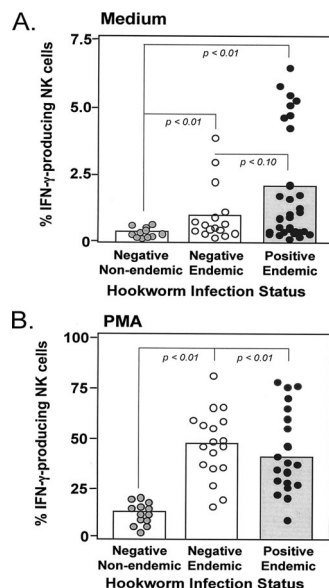 A.
Medium
% IFN-γ-producing NK cells
7.5
5.0
2.5
0
p < 0.01
p < 0.01
p < 0.10
Negative Negative Positive
Non-endemic Endemic Endemic
Hookworm Infection Status
B.
PMA
% IFN-γ-producing NK cells
100
75
50
25
0
p < 0.01 p < 0.01
Negative Negative Positive
Non-endemic Endemic Endemic
Hookworm Infection Status